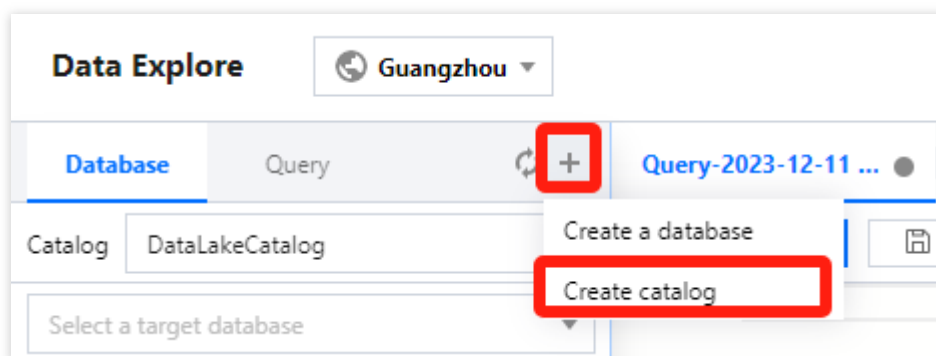 Data Explore Guangzhou
Database Query + Query-2023-12-11 ...
Catalog DataLakeCatalog
Create a database
Create catalog
Select a target database